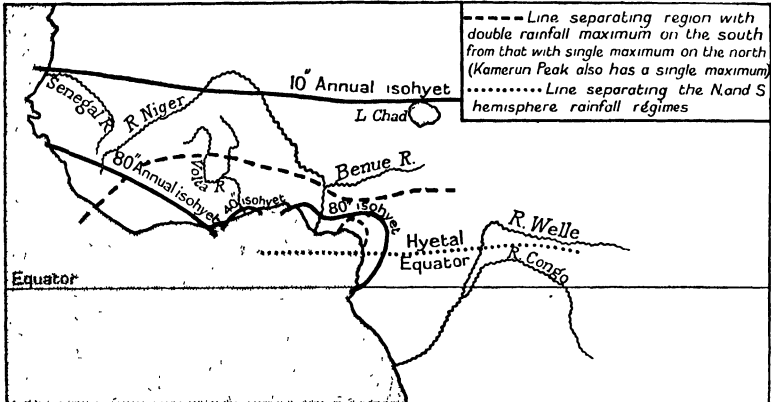 Line separating region with
double rainfall maximum on the south
from that with single maximum on the north
(Kamerun Peak also has a single maximum)
Line separating the N. and S
hemisphere rainfall régimes
10" Annual isohyet
Senegal R
R Niger
L Chad
80" Annual isohyet
Volta R
Benue R.
40" isohyet
80" isohyet
R. Welle
Hyetal
Equator
R. Congo
Equator